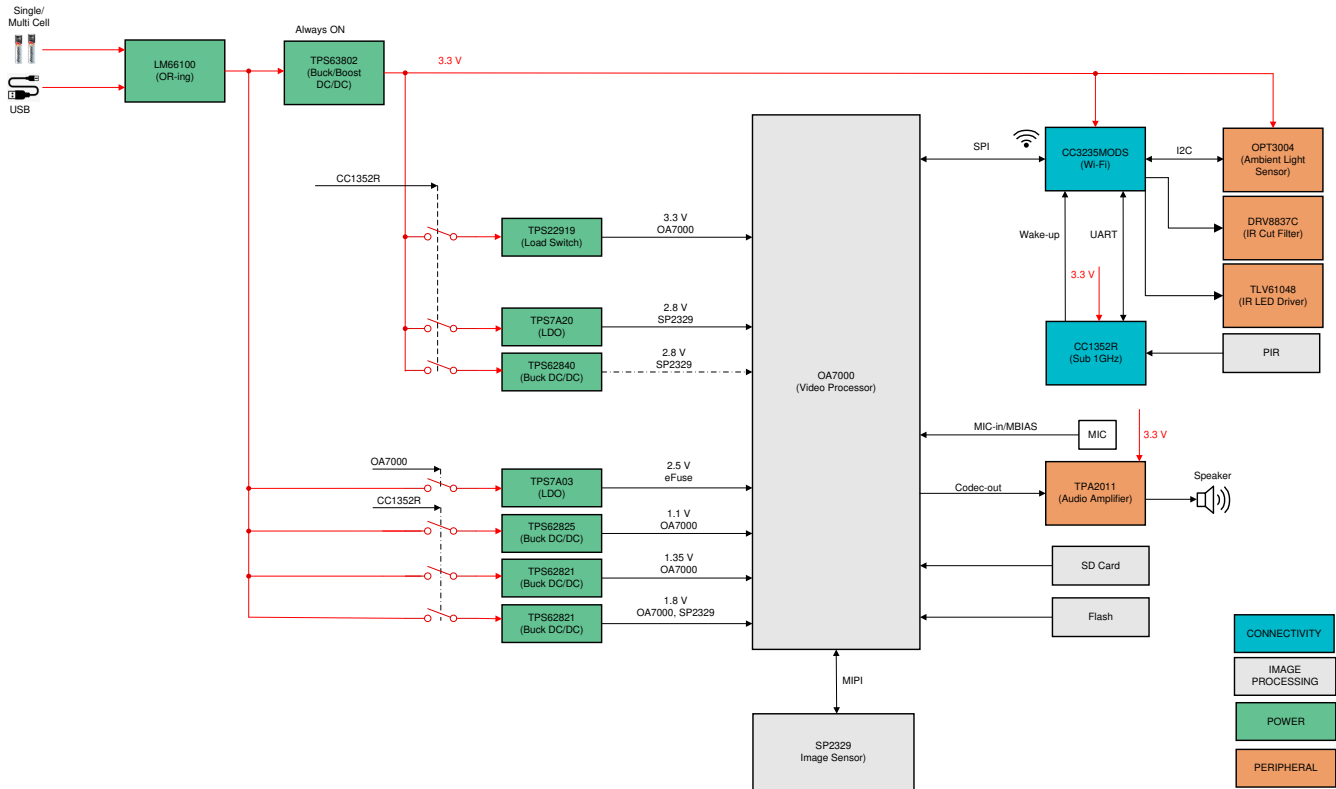 Single/
Multi Cell
USB
LM66100
(OR-ing)
Always ON
TPS63802
(Buck/Boost
DC/DC)
3.3 V
CC1352R
TPS22919
(Load Switch)
3.3 V
OA7000
TPS7A20
(LDO)
2.8 V
SP2329
TPS62840
(Buck DC/DC)
2.8 V
SP2329
OA7000
TPS7A03
(LDO)
2.5 V
eFuse
CC1352R
TPS62825
(Buck DC/DC)
1.1 V
OA7000
TPS62821
(Buck DC/DC)
1.35 V
OA7000
TPS62821
(Buck DC/DC)
1.8 V
OA7000, SP2329
OA7000
(Video Processor)
MIPI
SP2329
Image Sensor)
SPI
CC3235MODS
(Wi-Fi)
I2C
OPT3004
(Ambient Light
Sensor)
DRV8837C
(IR Cut Filter)
TLV61048
(IR LED Driver)
Wake-up
UART
3.3 V
CC1352R
(Sub 1GHz)
PIR
MIC-in/MBIAS
MIC
3.3 V
Codec-out
TPA2011
(Audio Amplifier)
Speaker
SD Card
Flash
CONNECTIVITY
IMAGE
PROCESSING
POWER
PERIPHERAL